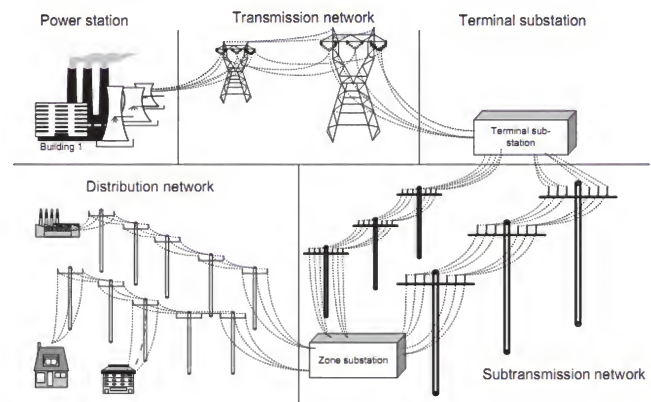 Power station
Transmission network
Terminal substation
Building 1
Terminal sub-
station
Distribution network
Zone substation
Subtransmission network